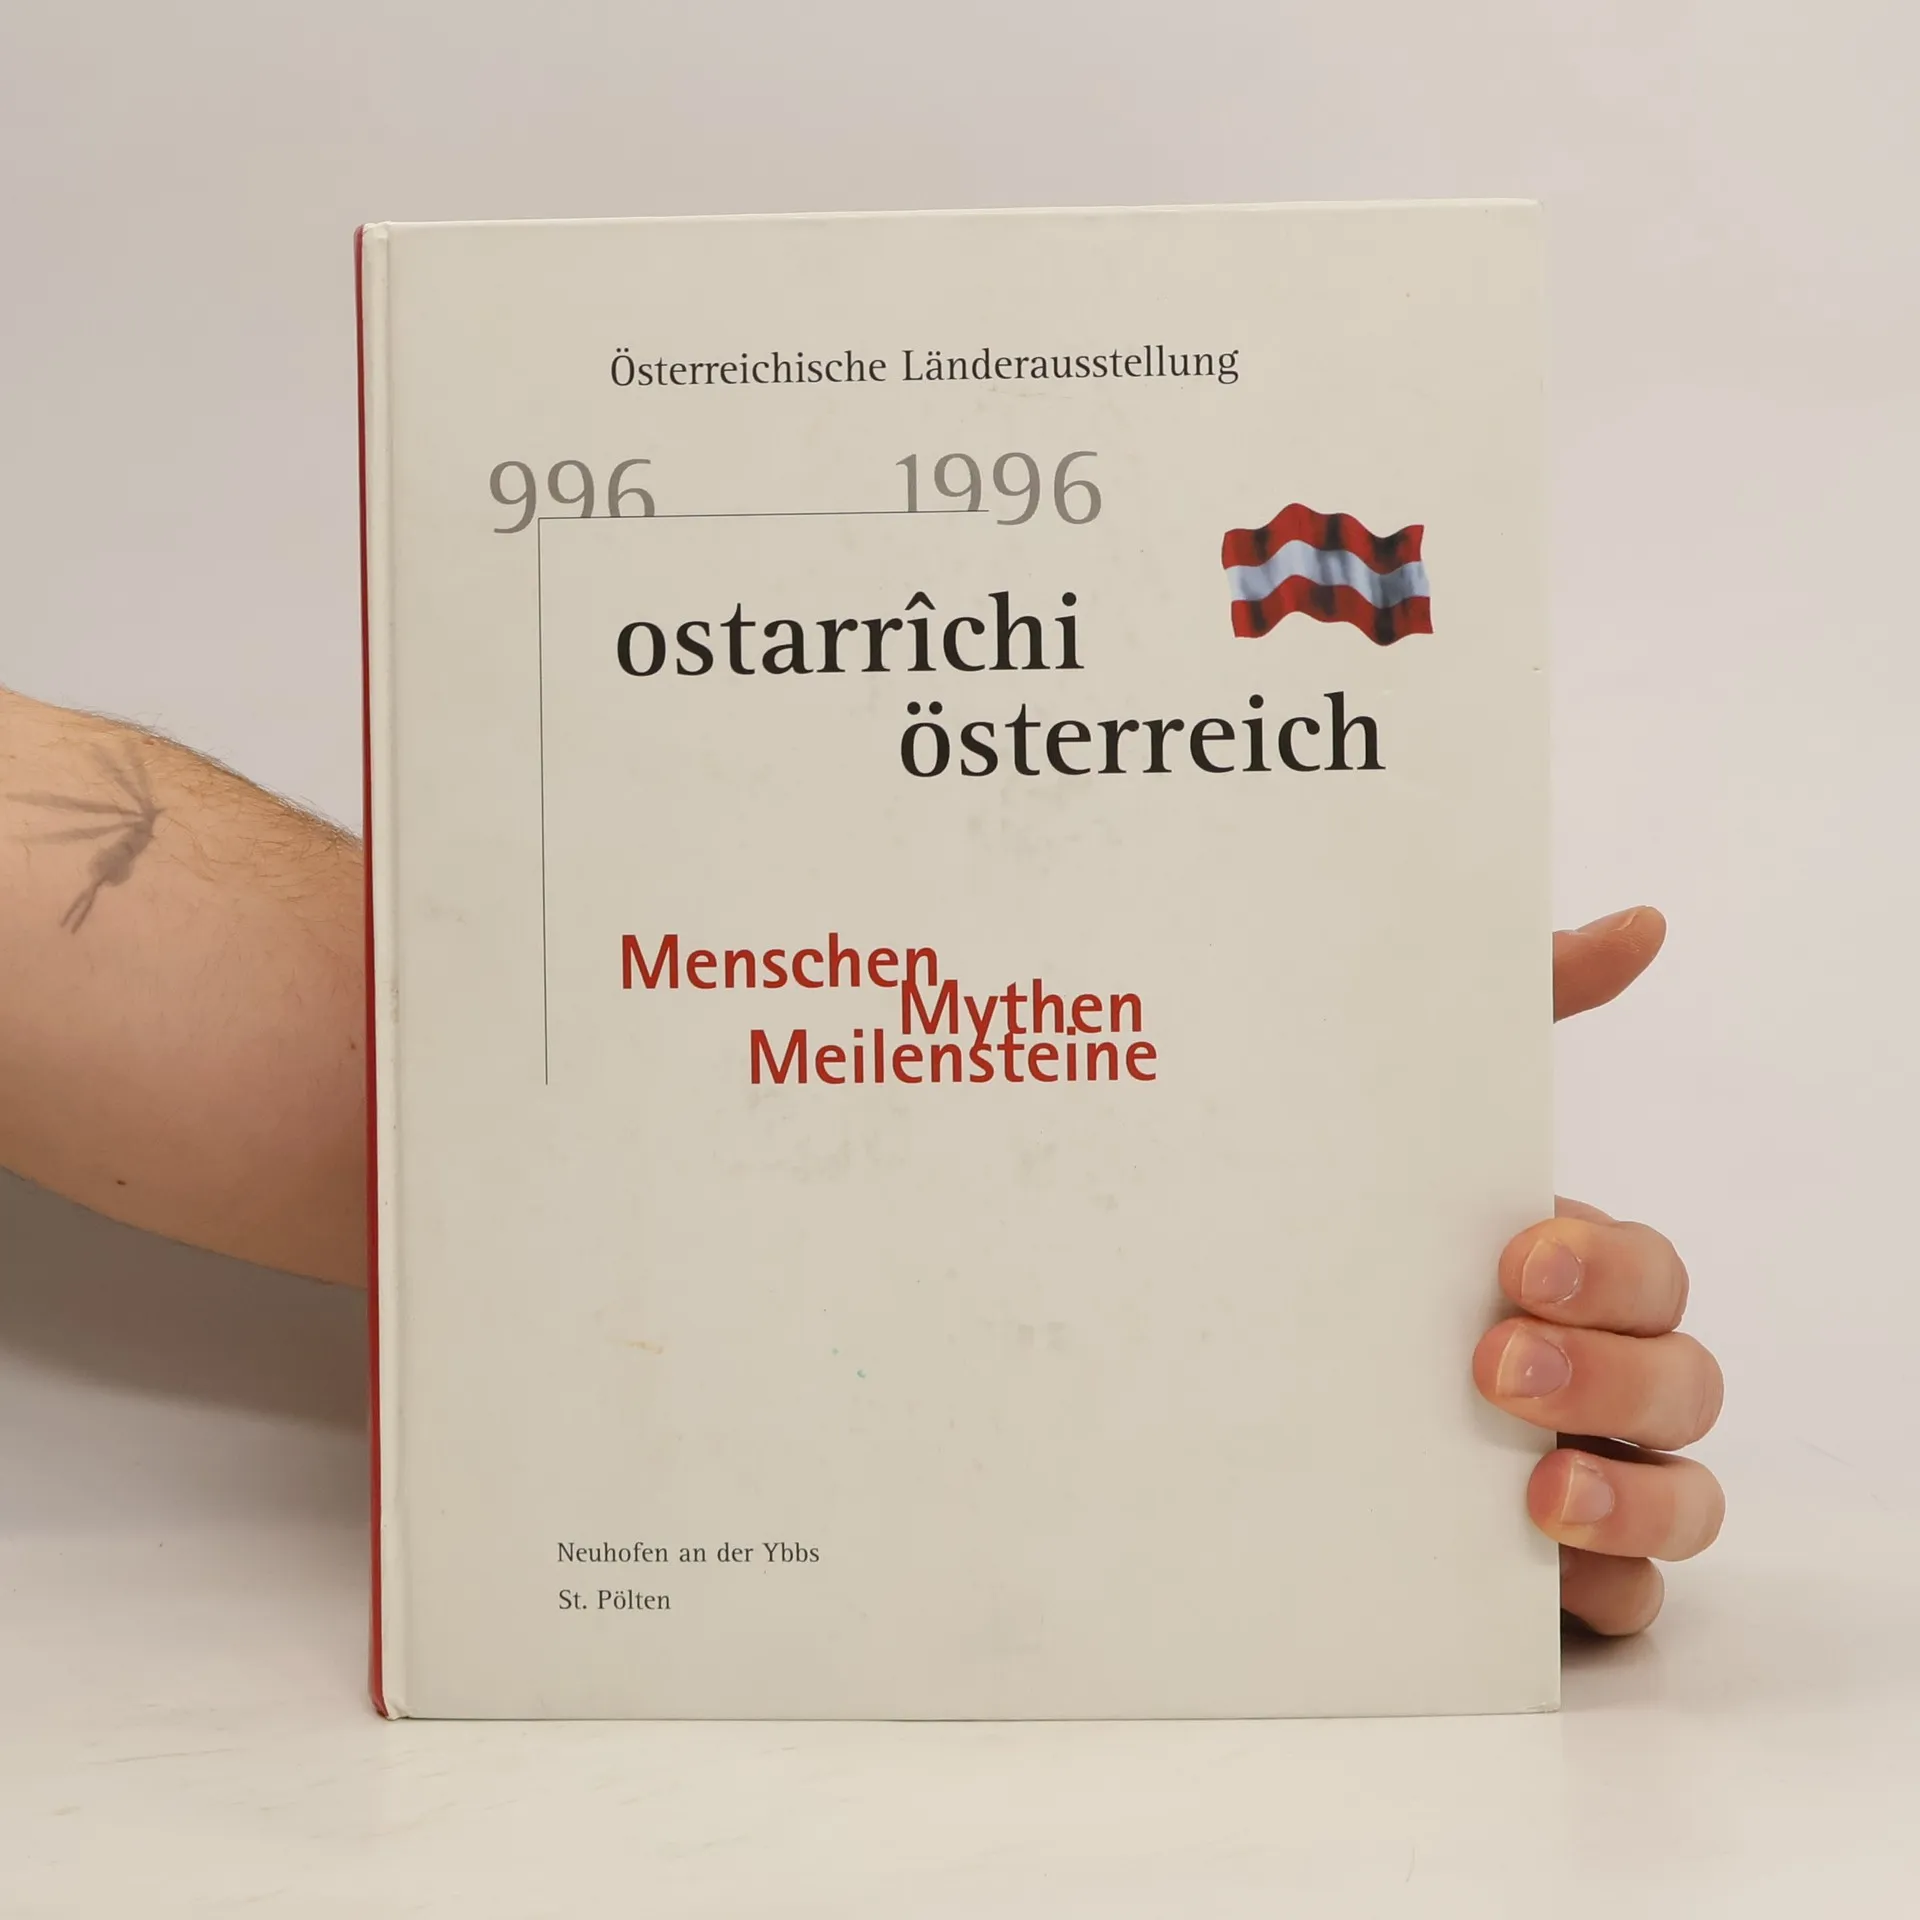 Österreichische Länderausstellung
996 1996
ostarrîchi
österreich
Menschen
Mythen
Meilensteine
Neuhofen an der Ybbs
St. Pölten